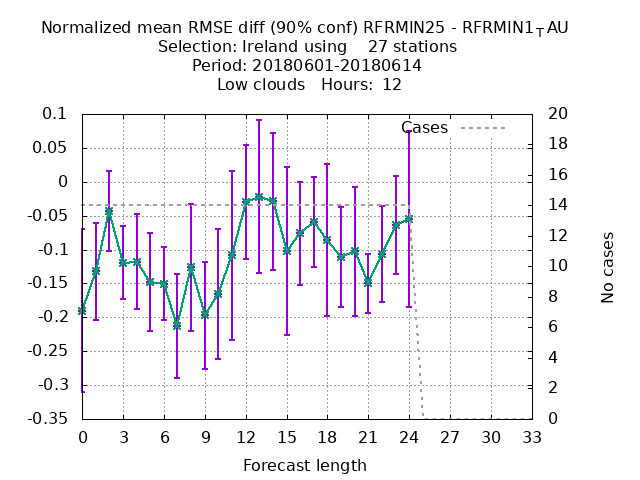 Normalized mean RMSE diff (90% conf) RFRMIN25 - RFRMIN1_TAU
Selection: Ireland using    27 stations
Period: 20180601-20180614
Low clouds   Hours:  12
Cases
0.1
0.05
0
-0.05
-0.1
-0.15
-0.2
-0.25
-0.3
-0.35
20
18
16
14
12
10
8
6
4
2
0
No cases
0 3 6 9 12 15 18 21 24 27 30 33
Forecast length